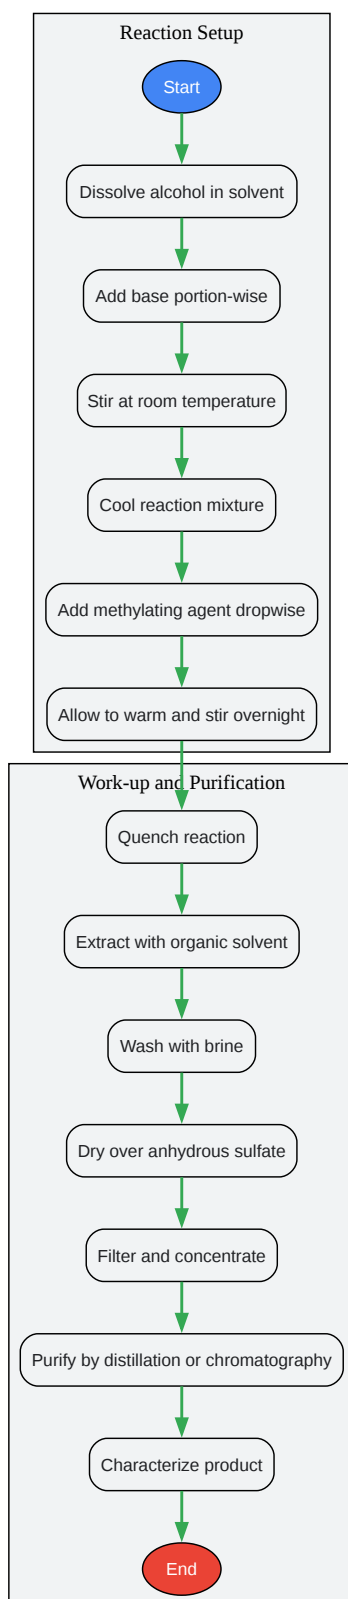 Reaction Setup
Start
Dissolve alcohol in solvent
Add base portion-wise
Stir at room temperature
Cool reaction mixture
Add methylating agent dropwise
Allow to warm and stir overnight
Work-up and Purification
Quench reaction
Extract with organic solvent
Wash with brine
Dry over anhydrous sulfate
Filter and concentrate
Purify by distillation or chromatography
Characterize product
End